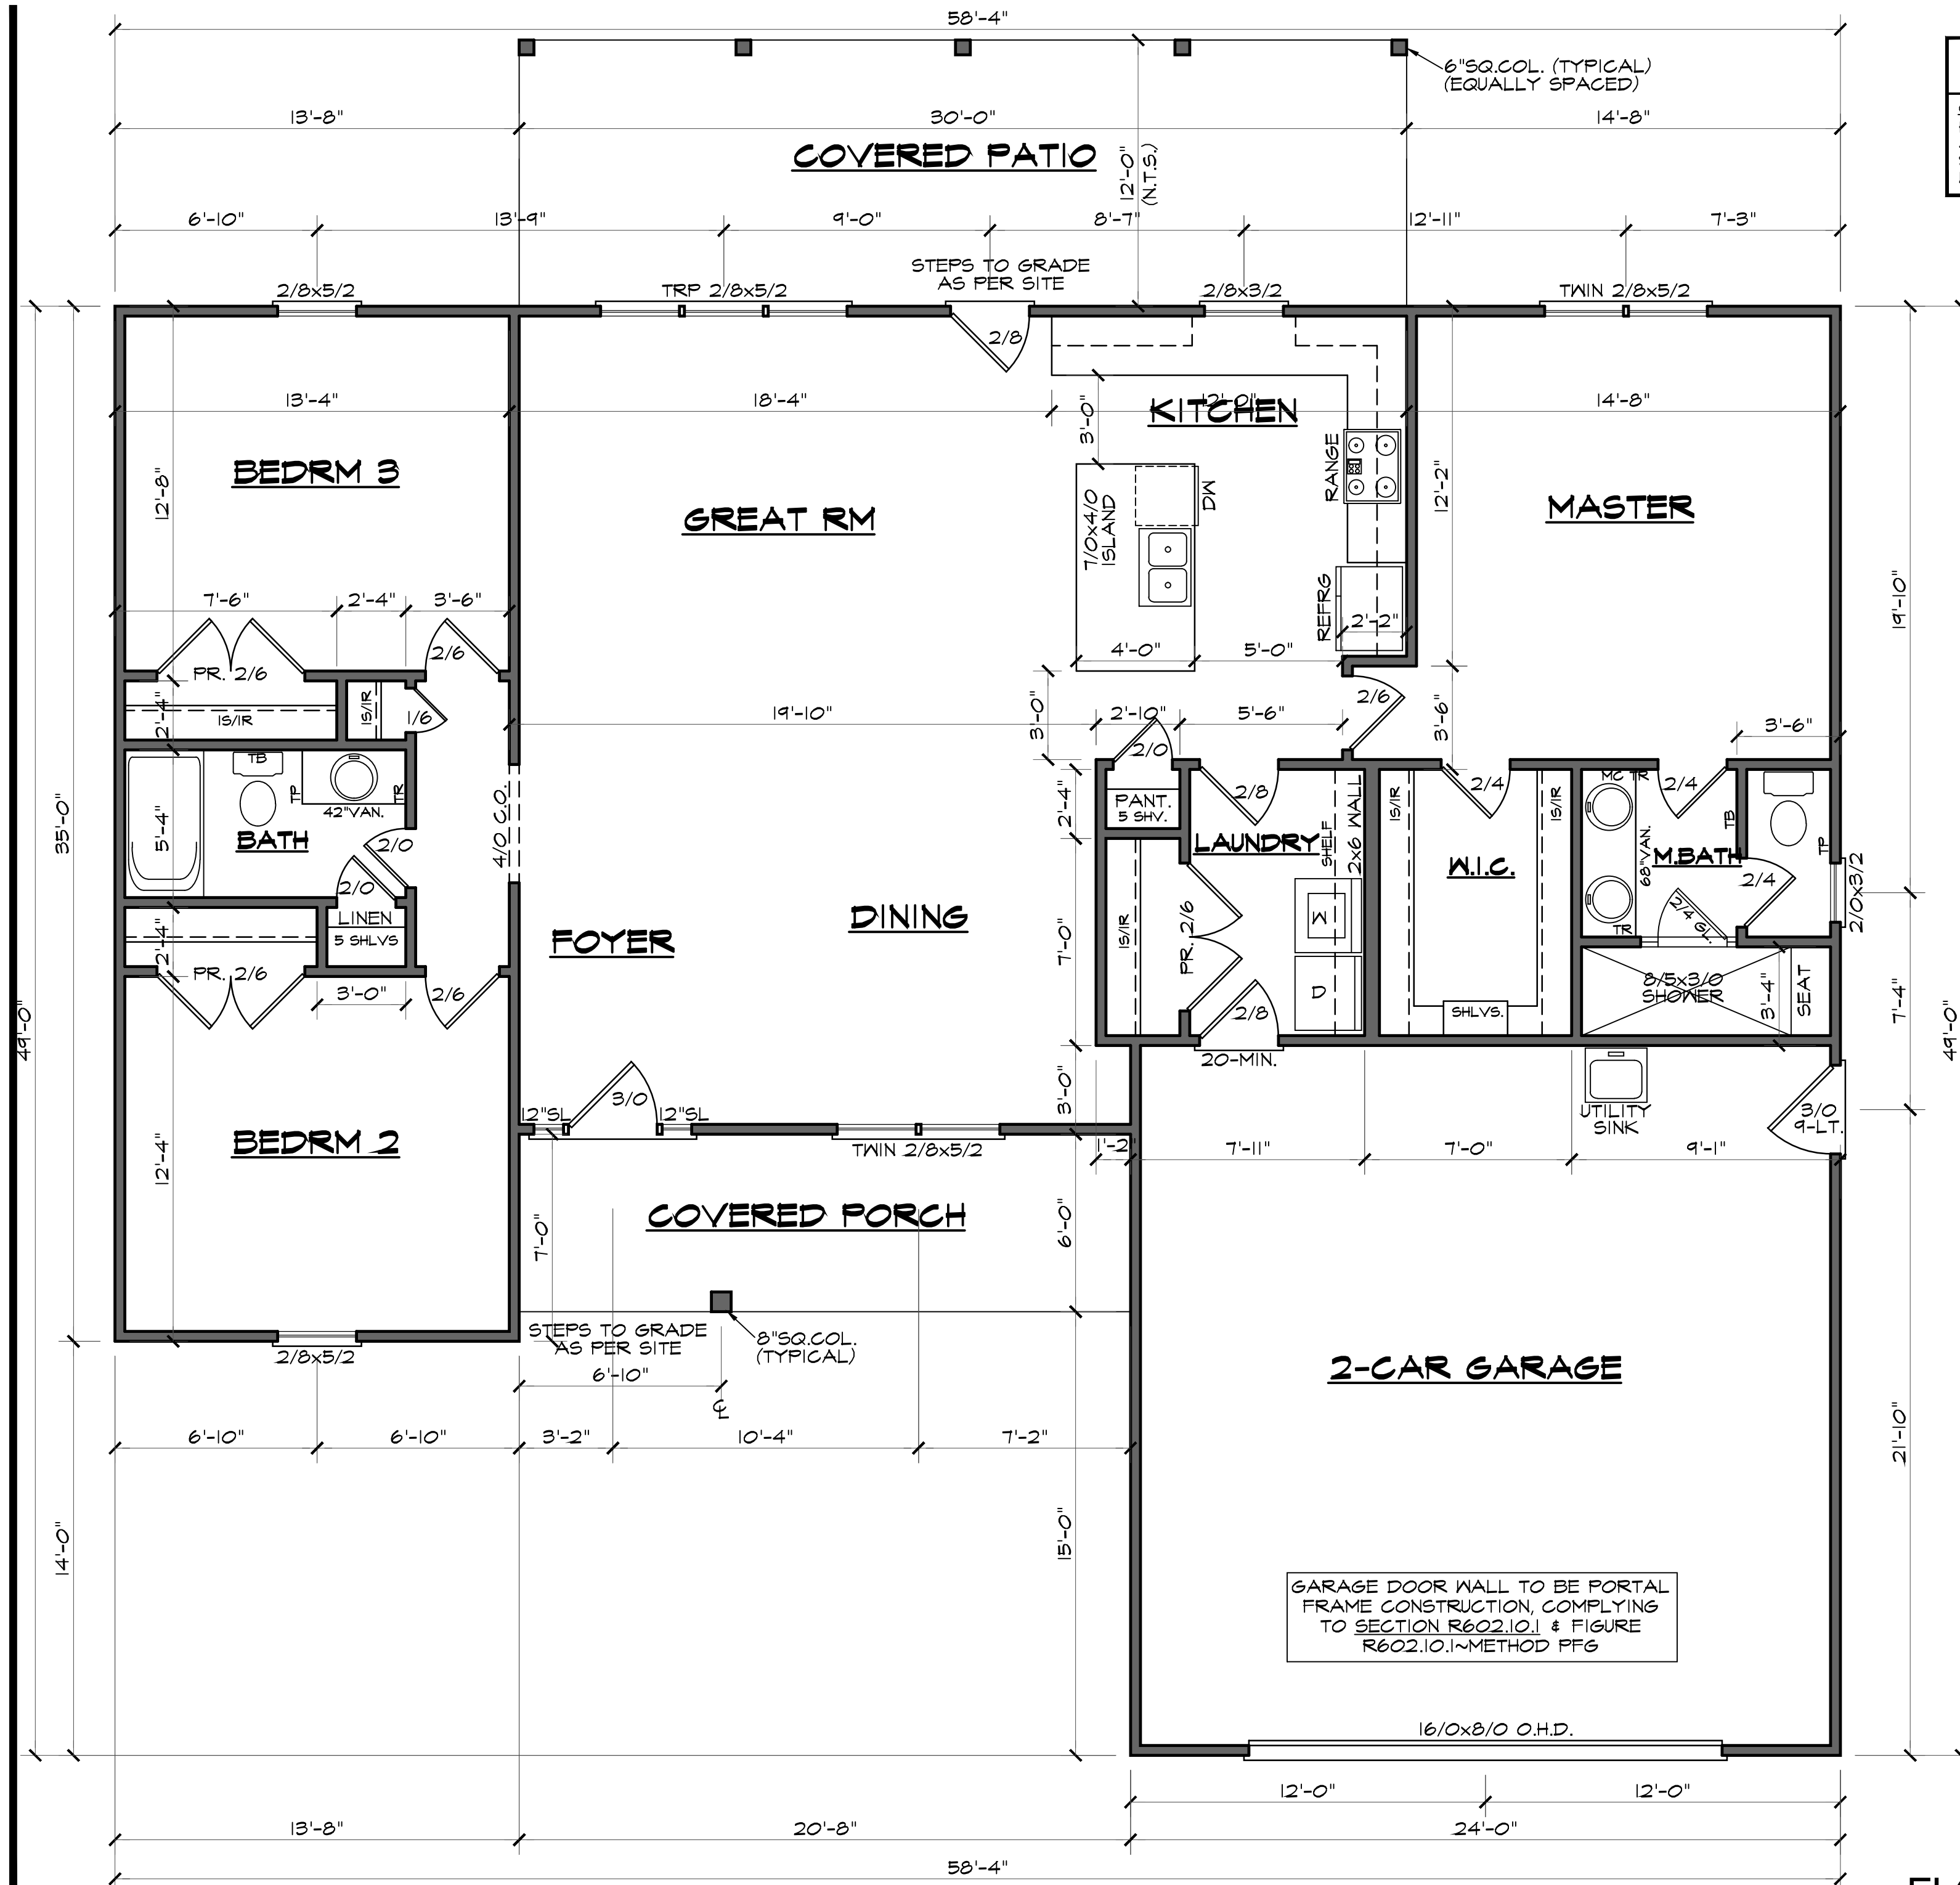 58'-4"
6"SQ.COL. (TYPICAL)
(EQUALLY SPACED)
13'-8"
30'-0"
14'-8"
COVERED PATIO
12'-0"
(N.T.S.)
6'-10"
13'-9"
9'-0"
8'-7"
12'-11"
7'-3"
STEPS TO GRADE
AS PER SITE
2/8x5/2
TRP 2/8x5/2
2/8x3/2
TWIN 2/8x5/2
2/8
13'-4"
18'-4"
12'-0"
14'-8"
KITCHEN
3'-0"
BEDRM 3
12'-8"
GREAT RM
7/0x4/0
ISLAND
DW
RANGE
12'-2"
MASTER
19'-10"
REFRG
2'-2"
7'-6"
2'-4"
3'-6"
2/6
PR. 2/6
4'-0"
5'-0"
2'-4"
1S/1R
1S/1R
1/6
19'-10"
3'-0"
2'-10"
5'-6"
2/6
3'-6"
3'-6"
35'-0"
TB
TP
TR
42"VAN.
BATH
5'-4"
2/0
2/0
4/0 C.O.
2/0
2/8
PANT.
5 SHV.
2'-4"
LAUNDRY
SHELF
2x6 WALL
1S/1R
2/4
1S/1R
W.I.C.
MC TR
2/4
TB
68"VAN.
M.BATH
TP
2/4
2/0x3/2
TR
2/4 GL.
LINEN
5 SHLVS
2'-4"
PR. 2/6
3'-0"
2/6
FOYER
DINING
7'-0"
1S/1R
PR. 2/6
W
D
2/8
SHLVS.
8/5x3/0
SHOWER
3'-4"
SEAT
7'-4"
49'-0"
49'-0"
20-MIN.
UTILITY
SINK
3/0
9-LT.
12"SL
3/0
12"SL
3'-0"
TWIN 2/8x5/2
1'-2"
7'-11"
7'-0"
9'-1"
BEDRM 2
12'-4"
COVERED PORCH
7'-0"
6'-0"
2/8x5/2
STEPS TO GRADE
AS PER SITE
8"SQ.COL.
(TYPICAL)
6'-10"
2-CAR GARAGE
21'-10"
6'-10"
6'-10"
3'-2"
10'-4"
7'-2"
14'-0"
15'-0"
GARAGE DOOR WALL TO BE PORTAL
FRAME CONSTRUCTION, COMPLYING
TO SECTION R602.10.1 & FIGURE
R602.10.1~METHOD PFG
16/0x8/0 O.H.D.
12'-0"
12'-0"
13'-8"
20'-8"
24'-0"
58'-4"